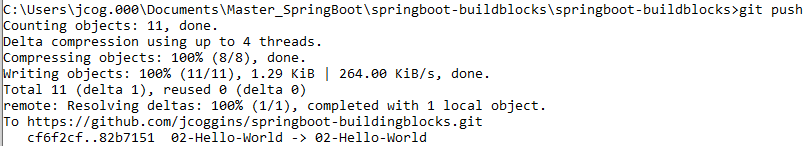 C:\Users\jcog.000\Documents\Master_SpringBoot\springboot-buildblocks\springboot-buildblocks>git push
Counting objects: 11, done.
Delta compression using up to 4 threads.
Compressing objects: 100% (8/8), done.
Writing objects: 100% (11/11), 1.29 KiB | 264.00 KiB/s, done.
Total 11 (delta 1), reused 0 (delta 0)
remote: Resolving deltas: 100% (1/1), completed with 1 local object.
To https://github.com/jcoggins/springboot-buildingblocks.git
   cf6f2cf..82b7151  02-Hello-World -> 02-Hello-World